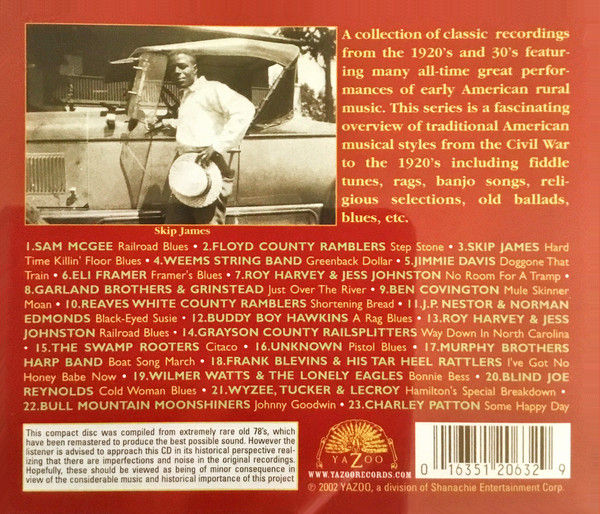 A collection of classic recordings
from the 1920's and 30's featur-
ing many all-time great perfor-
mances of early American rural
music. This series is a fascinating
overview of traditional American
musical styles from the Civil War
to the 1920's including fiddle
tunes, rags, banjo songs, reli-
gious selections, old ballads,
blues, etc.
Skip James
1.SAM MCGEE Railroad Blues • 2.FLOYD COUNTY RAMBLERS Step Stone • 3.SKIP JAMES Hard
Time Killin' Floor Blues • 4.WEEMS STRING BAND Greenback Dollar • 5.JIMMIE DAVIS Doggone That
Train • 6.ELI FRAMER Framer's Blues • 7.ROY HARVEY & JESS JOHNSTON No Room For A Tramp •
8.GARLAND BROTHERS & GRINSTEAD Just Over The River • 9.BEN COVINGTON Mule Skinner
Moan • 10.REAVES WHITE COUNTY RAMBLERS Shortening Bread • 11.J.P. NESTOR & NORMAN
EDMONDS Black-Eyed Susie • 12.BUDDY BOY HAWKINS A Rag Blues • 13.ROY HARVEY & JESS
JOHNSTON Railroad Blues • 14.GRAYSON COUNTY RAILSPLITTERS Way Down In North Carolina
• 15.THE SWAMP ROOTERS Citaco • 16.UNKNOWN Pistol Blues • 17.MURPHY BROTHERS
HARP BAND Boat Song March • 18.FRANK BLEVINS & HIS TAR HEEL RATTLERS I've Got No
Honey Babe Now • 19.WILMER WATTS & THE LONELY EAGLES Bonnie Bess • 20.BLIND JOE
REYNOLDS Cold Woman Blues • 21.WYZEE, TUCKER & LECROY Hamilton's Special Breakdown •
22.BULL MOUNTAIN MOONSHINERS Johnny Goodwin • 23.CHARLEY PATTON Some Happy Day
This compact disc was compiled from extremely rare old 78's, which
have been remastered to produce the best possible sound. However the
listener is advised to approach this CD in its historical perspective real-
izing that there are imperfections and noise in the original recordings.
Hopefully, these should be viewed as being of minor consequence in
view of the considerable music and historical importance of this project
YAZOO
WWW.
YAZOORECORDS.COM
0 16351 20632 9
℗ 2002 YAZOO, a division of Shanachie Entertainment Corp.